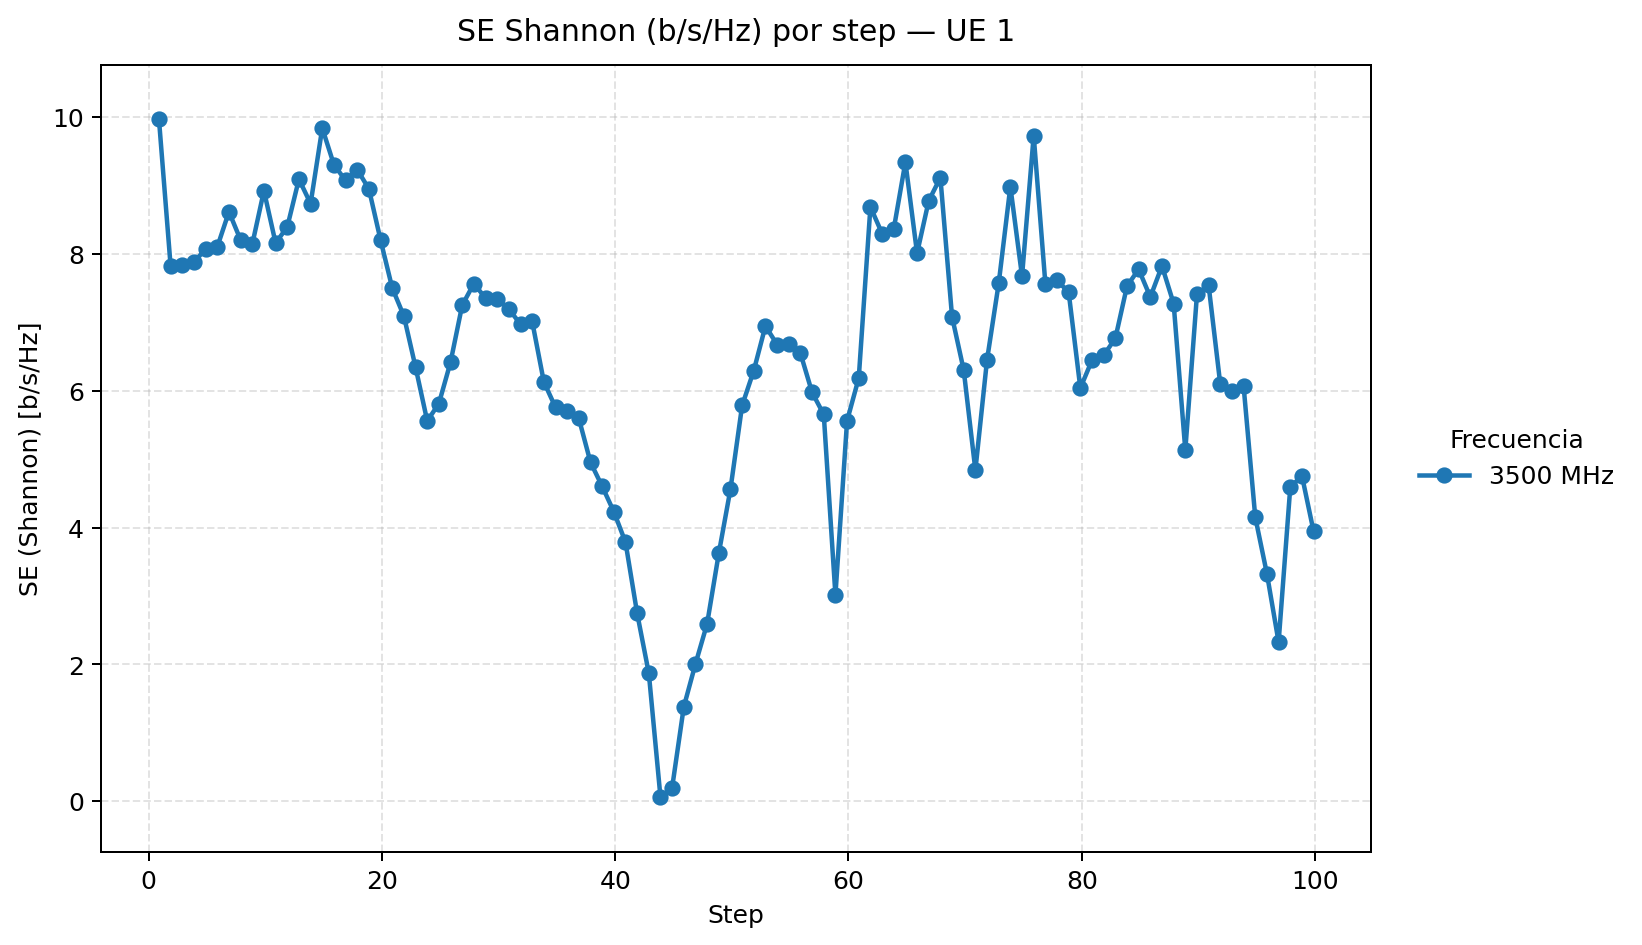 SE Shannon (b/s/Hz) por step — UE 1
SE (Shannon) [b/s/Hz]
10
8
6
4
2
0
0 20 40 60 80 100
Step
Frecuencia
3500 MHz